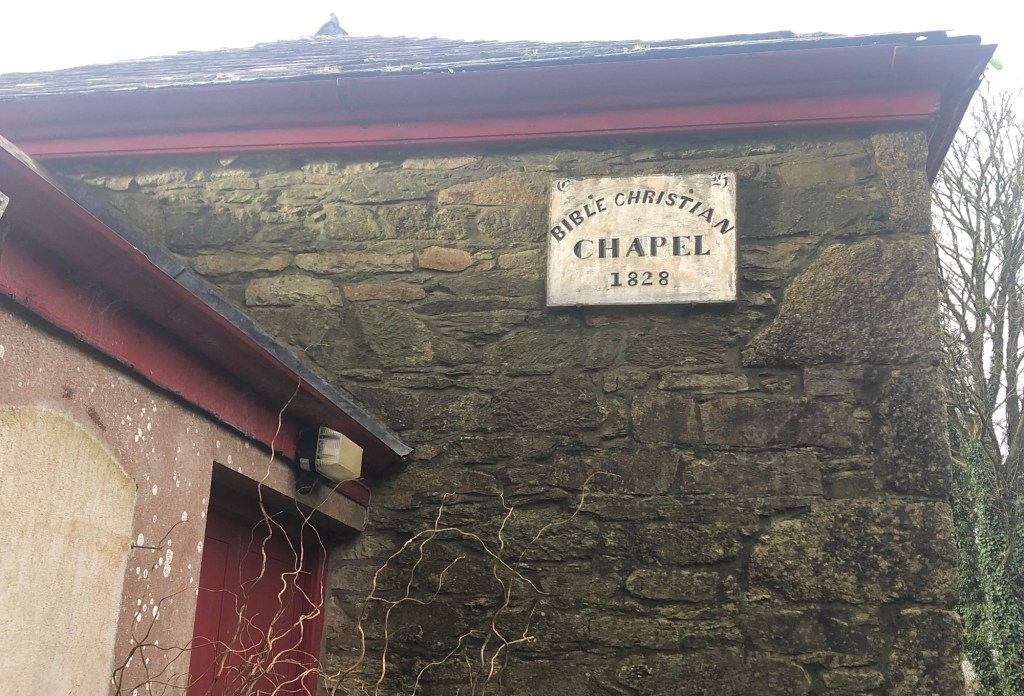 BIBLE CHRISTIAN
CHAPEL
1828